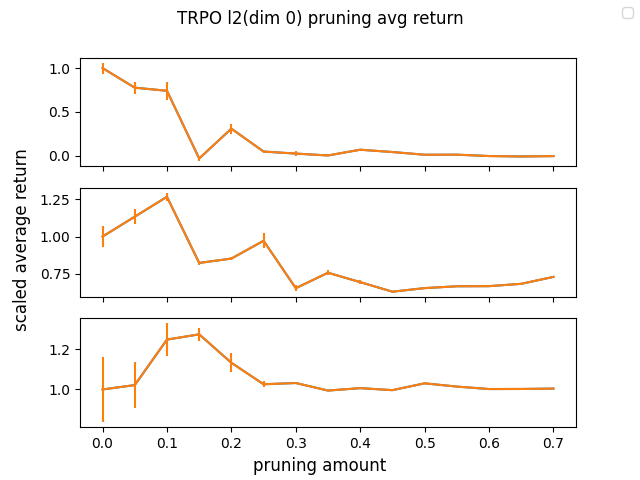 TRPO l2(dim 0) pruning avg return
1.0
0.5
0.0
1.25
1.00
0.75
scaled average return
1.2
1.0
0.0 0.1 0.2 0.3 0.4 0.5 0.6 0.7
pruning amount